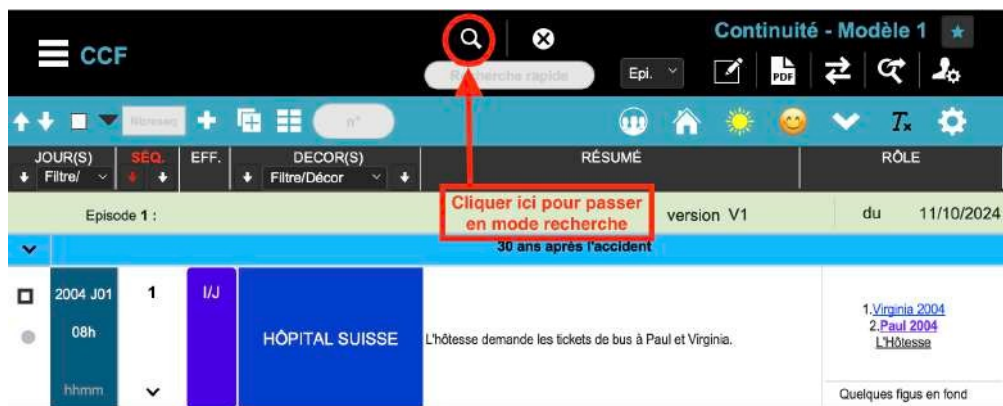 CCF
Continuité - Modèle 1
Recherche rapide
Epi.
PDF
n°
Tx
JOUR(S)
SÉQ.
EFF.
DECOR(S)
RÉSUMÉ
RÔLE
Filtre/
Filtre/Décor
Cliquer ici pour passer
en mode recherche
Episode 1 :
version V1
du 11/10/2024
30 ans après l'accident
2004 J01
1
I/J
08h
HÔPITAL SUISSE
L'hôtesse demande les tickets de bus à Paul et Virginia.
1.Virginia 2004
2.Paul 2004
L'Hôtesse
hhmm
Quelques figus en fond